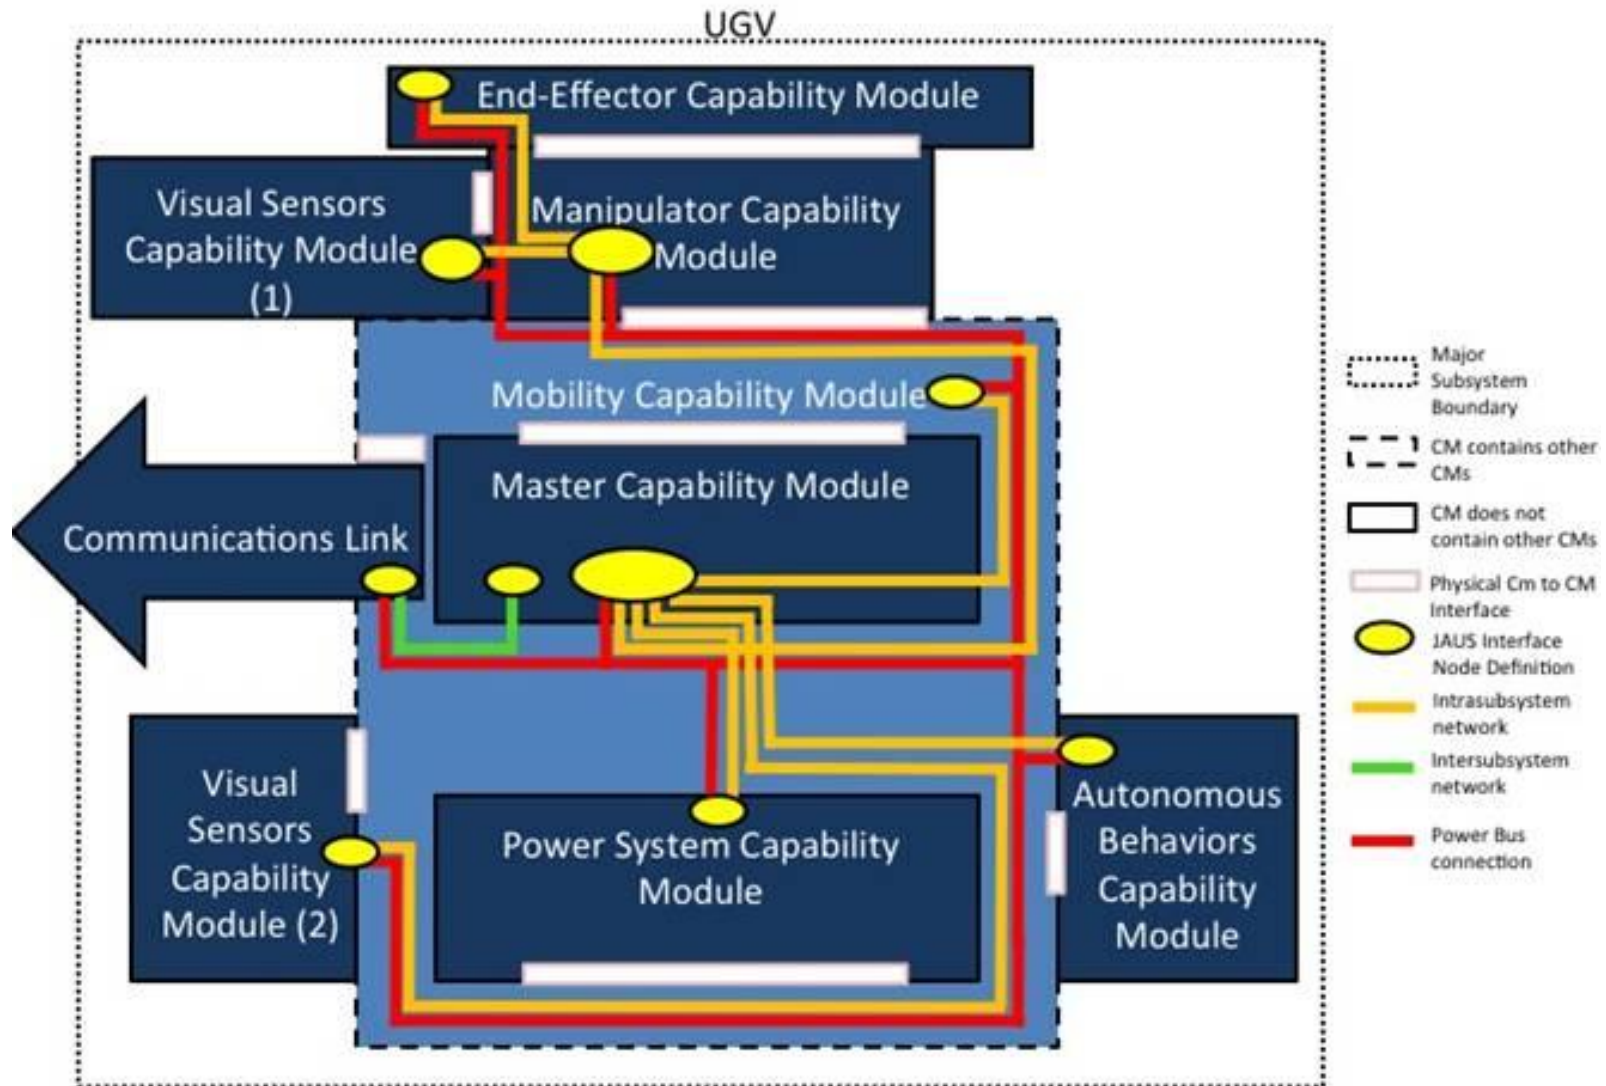 UGV
End-Effector Capability Module
Visual Sensors
Capability Module
(1)
Manipulator Capability
Module
Mobility Capability Module
Master Capability Module
Communications Link
Visual
Sensors
Capability
Module (2)
Power System Capability
Module
Autonomous
Behaviors
Capability
Module
Major
Subsystem
Boundary
CM contains other
CMs
CM does not
contain other CMs
Physical Cm to CM
Interface
JAUS Interface
Node Definition
Intrasubsystem
network
Intersubsystem
network
Power Bus
connection